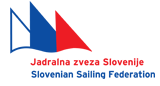 Jadralna zveza Slovenije
Slovenian Sailing Federation